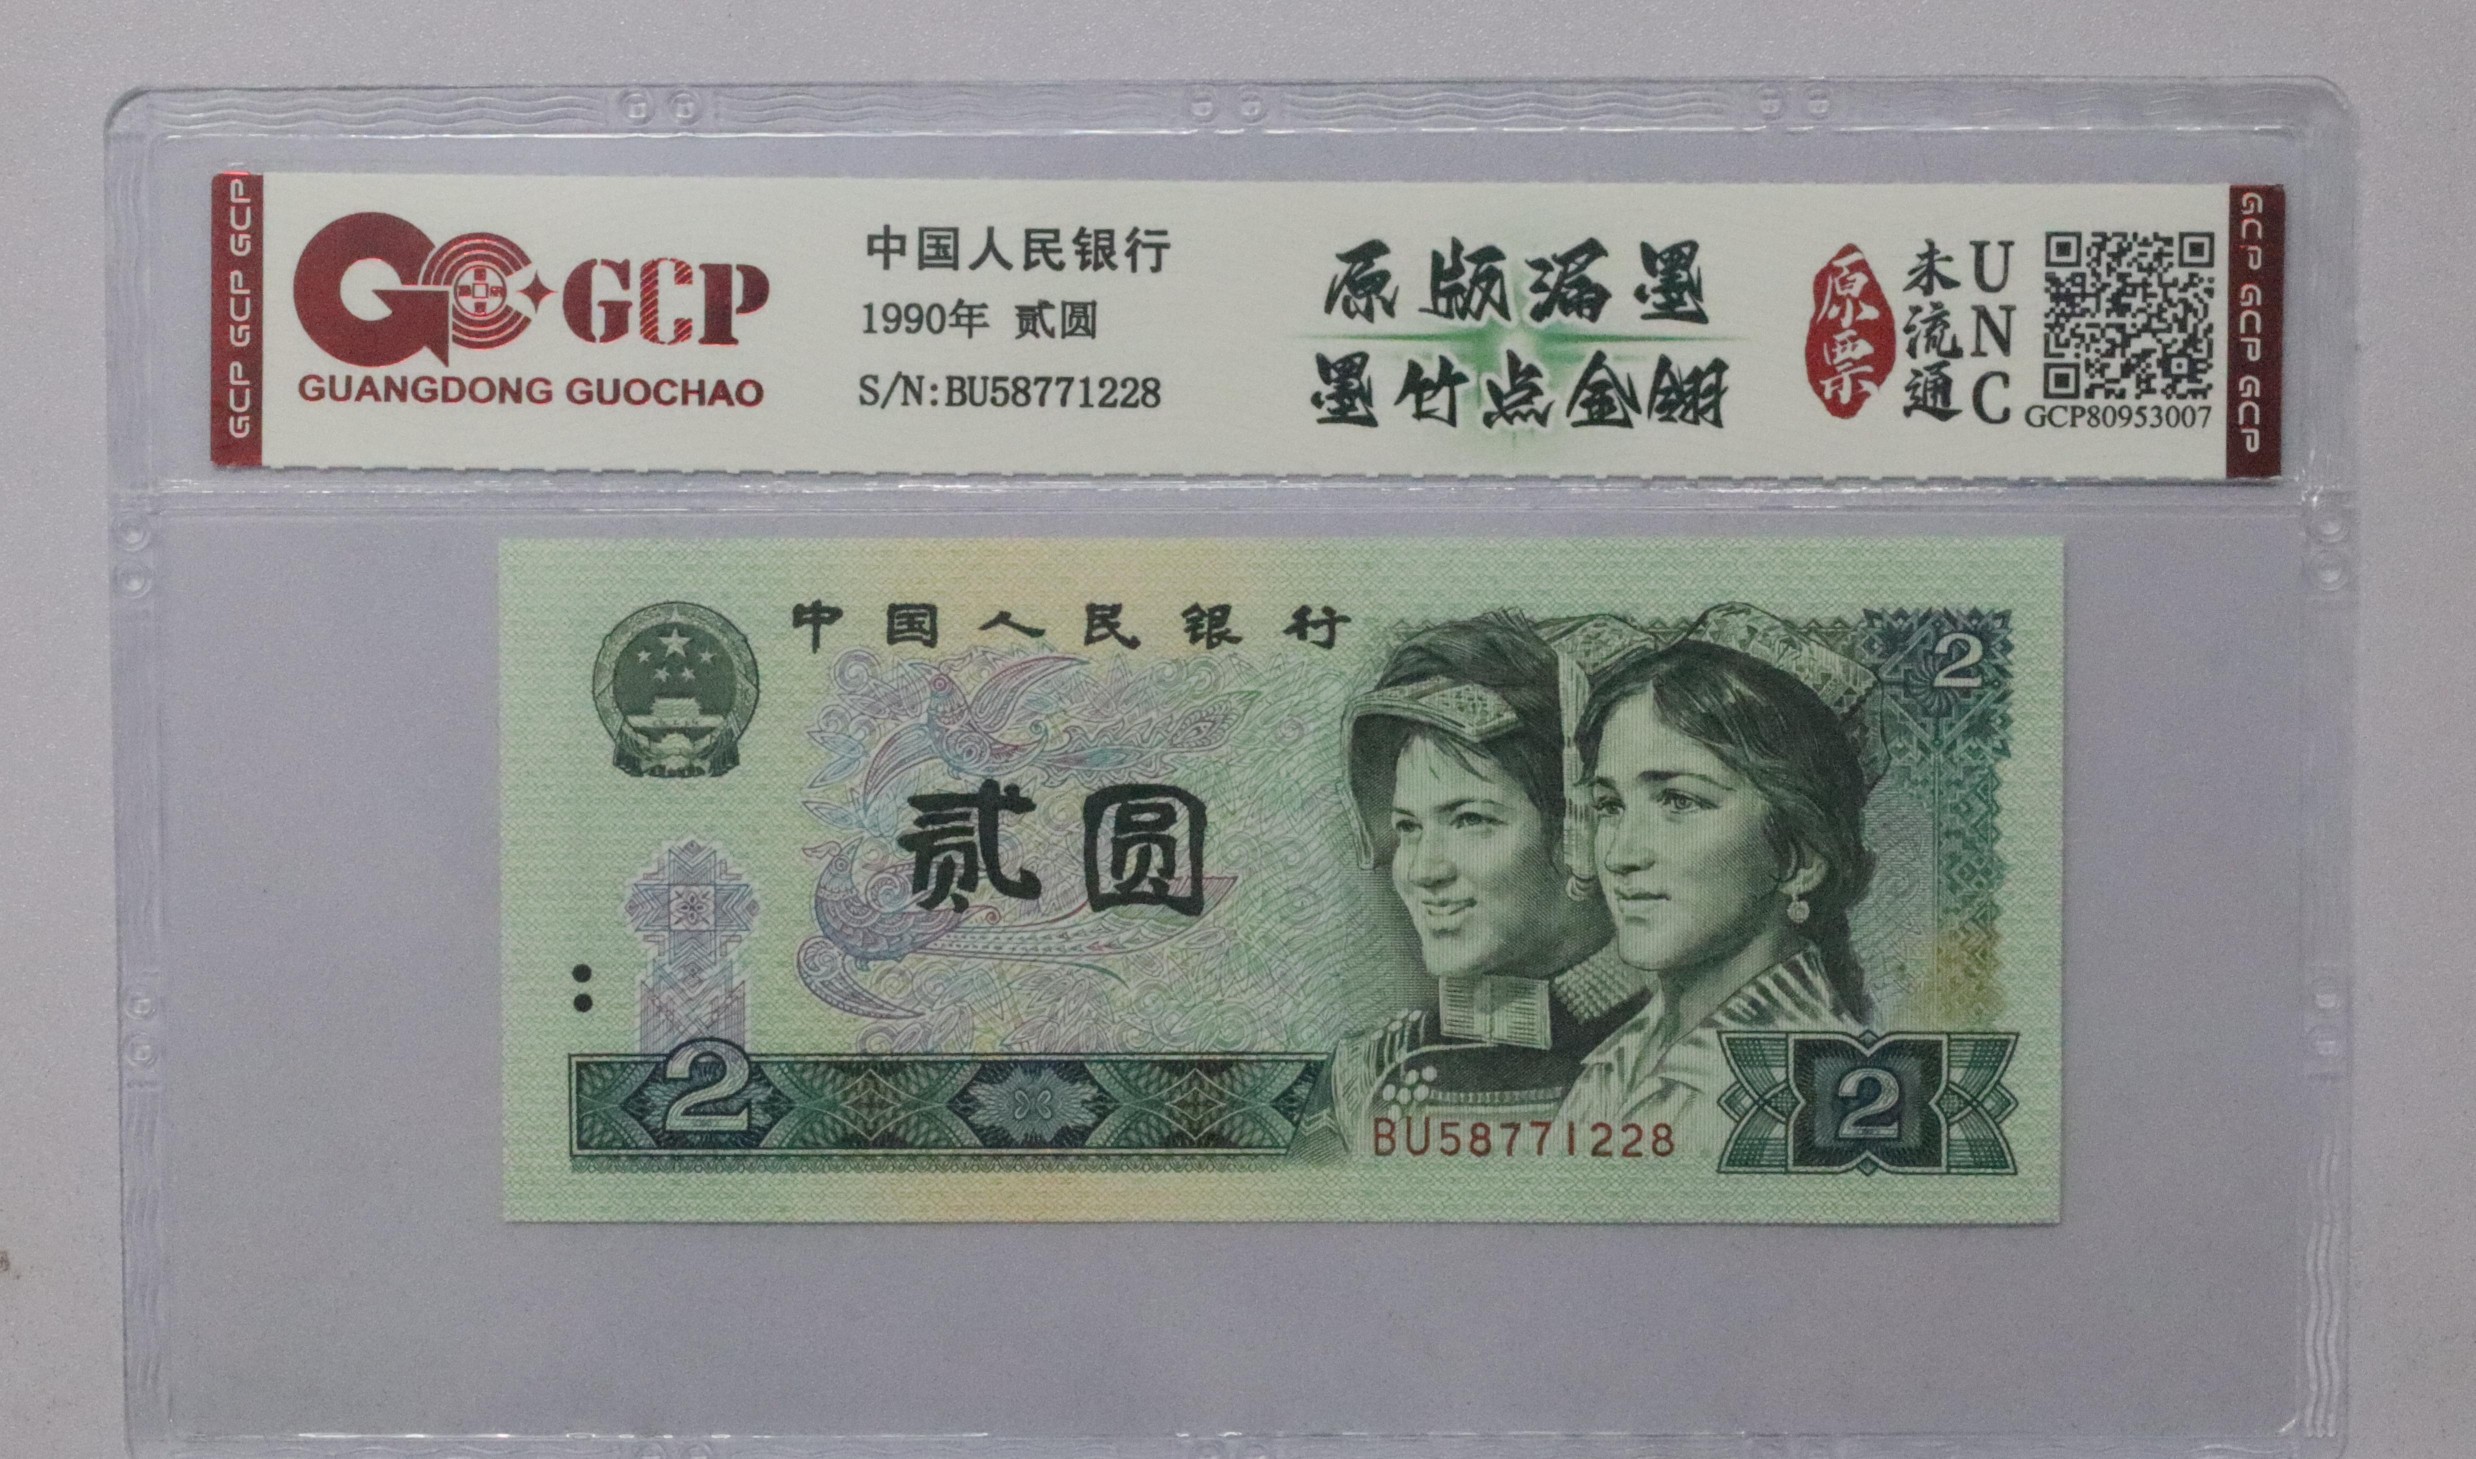 GCP GCP GCP
GCP
GUANGDONG GUOCHAO
中国人民银行
1990年 贰圆
S/N:BU58771228
原版漏墨
墨竹点金翅
原票
未流通
UNC
GCP80953007
GCP GCP GCP
中国人民银行
2
贰圆
2
BU58771228
2